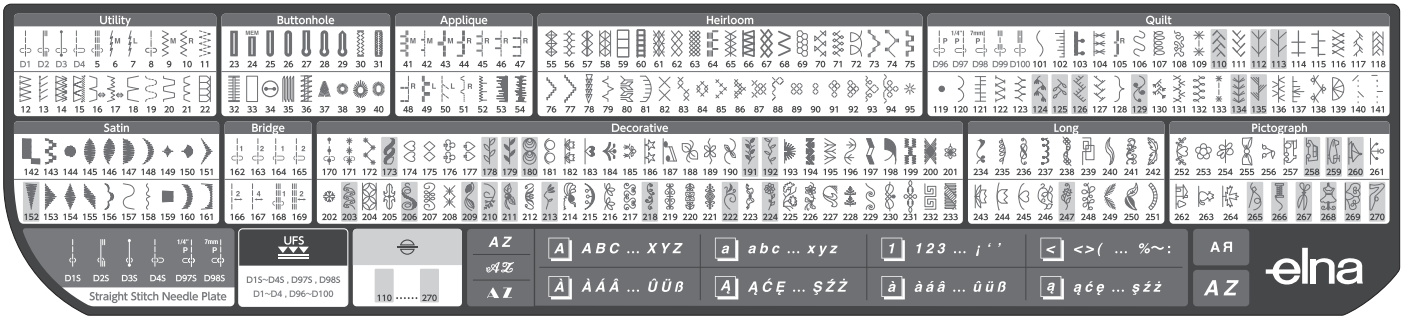 Utility Buttonhole Applique Heirloom Quilt
MEM M L M R M R M L R R P 1/4" P 7mm P R
D1 D2 D3 D4 5 6 7 8 9 10 11 23 24 25 26 27 28 29 30 31 41 42 43 44 45 46 47 55 56 57 58 59 60 61 62 63 64 65 66 67 68 69 70 71 72 73 74 75 D96 D97 D98 D99 D100 101 102 103 104 105 106 107 108 109 110 111 112 113 114 115 116 117 118
12 13 14 15 16 17 18 19 20 21 22 32 33 34 35 36 37 38 39 40 48 49 50 51 52 53 54 76 77 78 79 80 81 82 83 84 85 86 87 88 89 90 91 92 93 94 95 119 120 121 122 123 124 125 126 127 128 129 130 131 132 133 134 135 136 137 138 139 140 141
Satin Bridge Decorative Long Pictograph
142 143 144 145 146 147 148 149 150 151 162 163 164 165 170 171 172 173 174 175 176 177 178 179 180 181 182 183 184 185 186 187 188 189 190 191 192 193 194 195 196 197 198 199 200 201 234 235 236 237 238 239 240 241 242 252 253 254 255 256 257 258 259 260 261
152 153 154 155 156 157 158 159 160 161 166 167 168 169 202 203 204 205 206 207 208 209 210 211 212 213 214 215 216 217 218 219 220 221 222 223 224 225 226 227 228 229 230 231 232 233 243 244 245 246 247 248 249 250 251 262 263 264 265 266 267 268 269 270
1/4" P 7mm P
D1S D2S D3S D4S D97S D98S
Straight Stitch Needle Plate
UFS
D1S~D4S , D97S , D98S
D1~D4 , D96~D100
110 ...... 270
AZ
AZ
AZ
A ABC ... XYZ a abc ... xyz 1 123 ... ¡ ‘ ’ < <>( ... %~:
À ÀÁÂ ... ÛÜß Ą ĄĆĘ ... ŞŹŻ à àáâ ... ûüß ą ąćę ... şźż
АЯ
AZ
elna